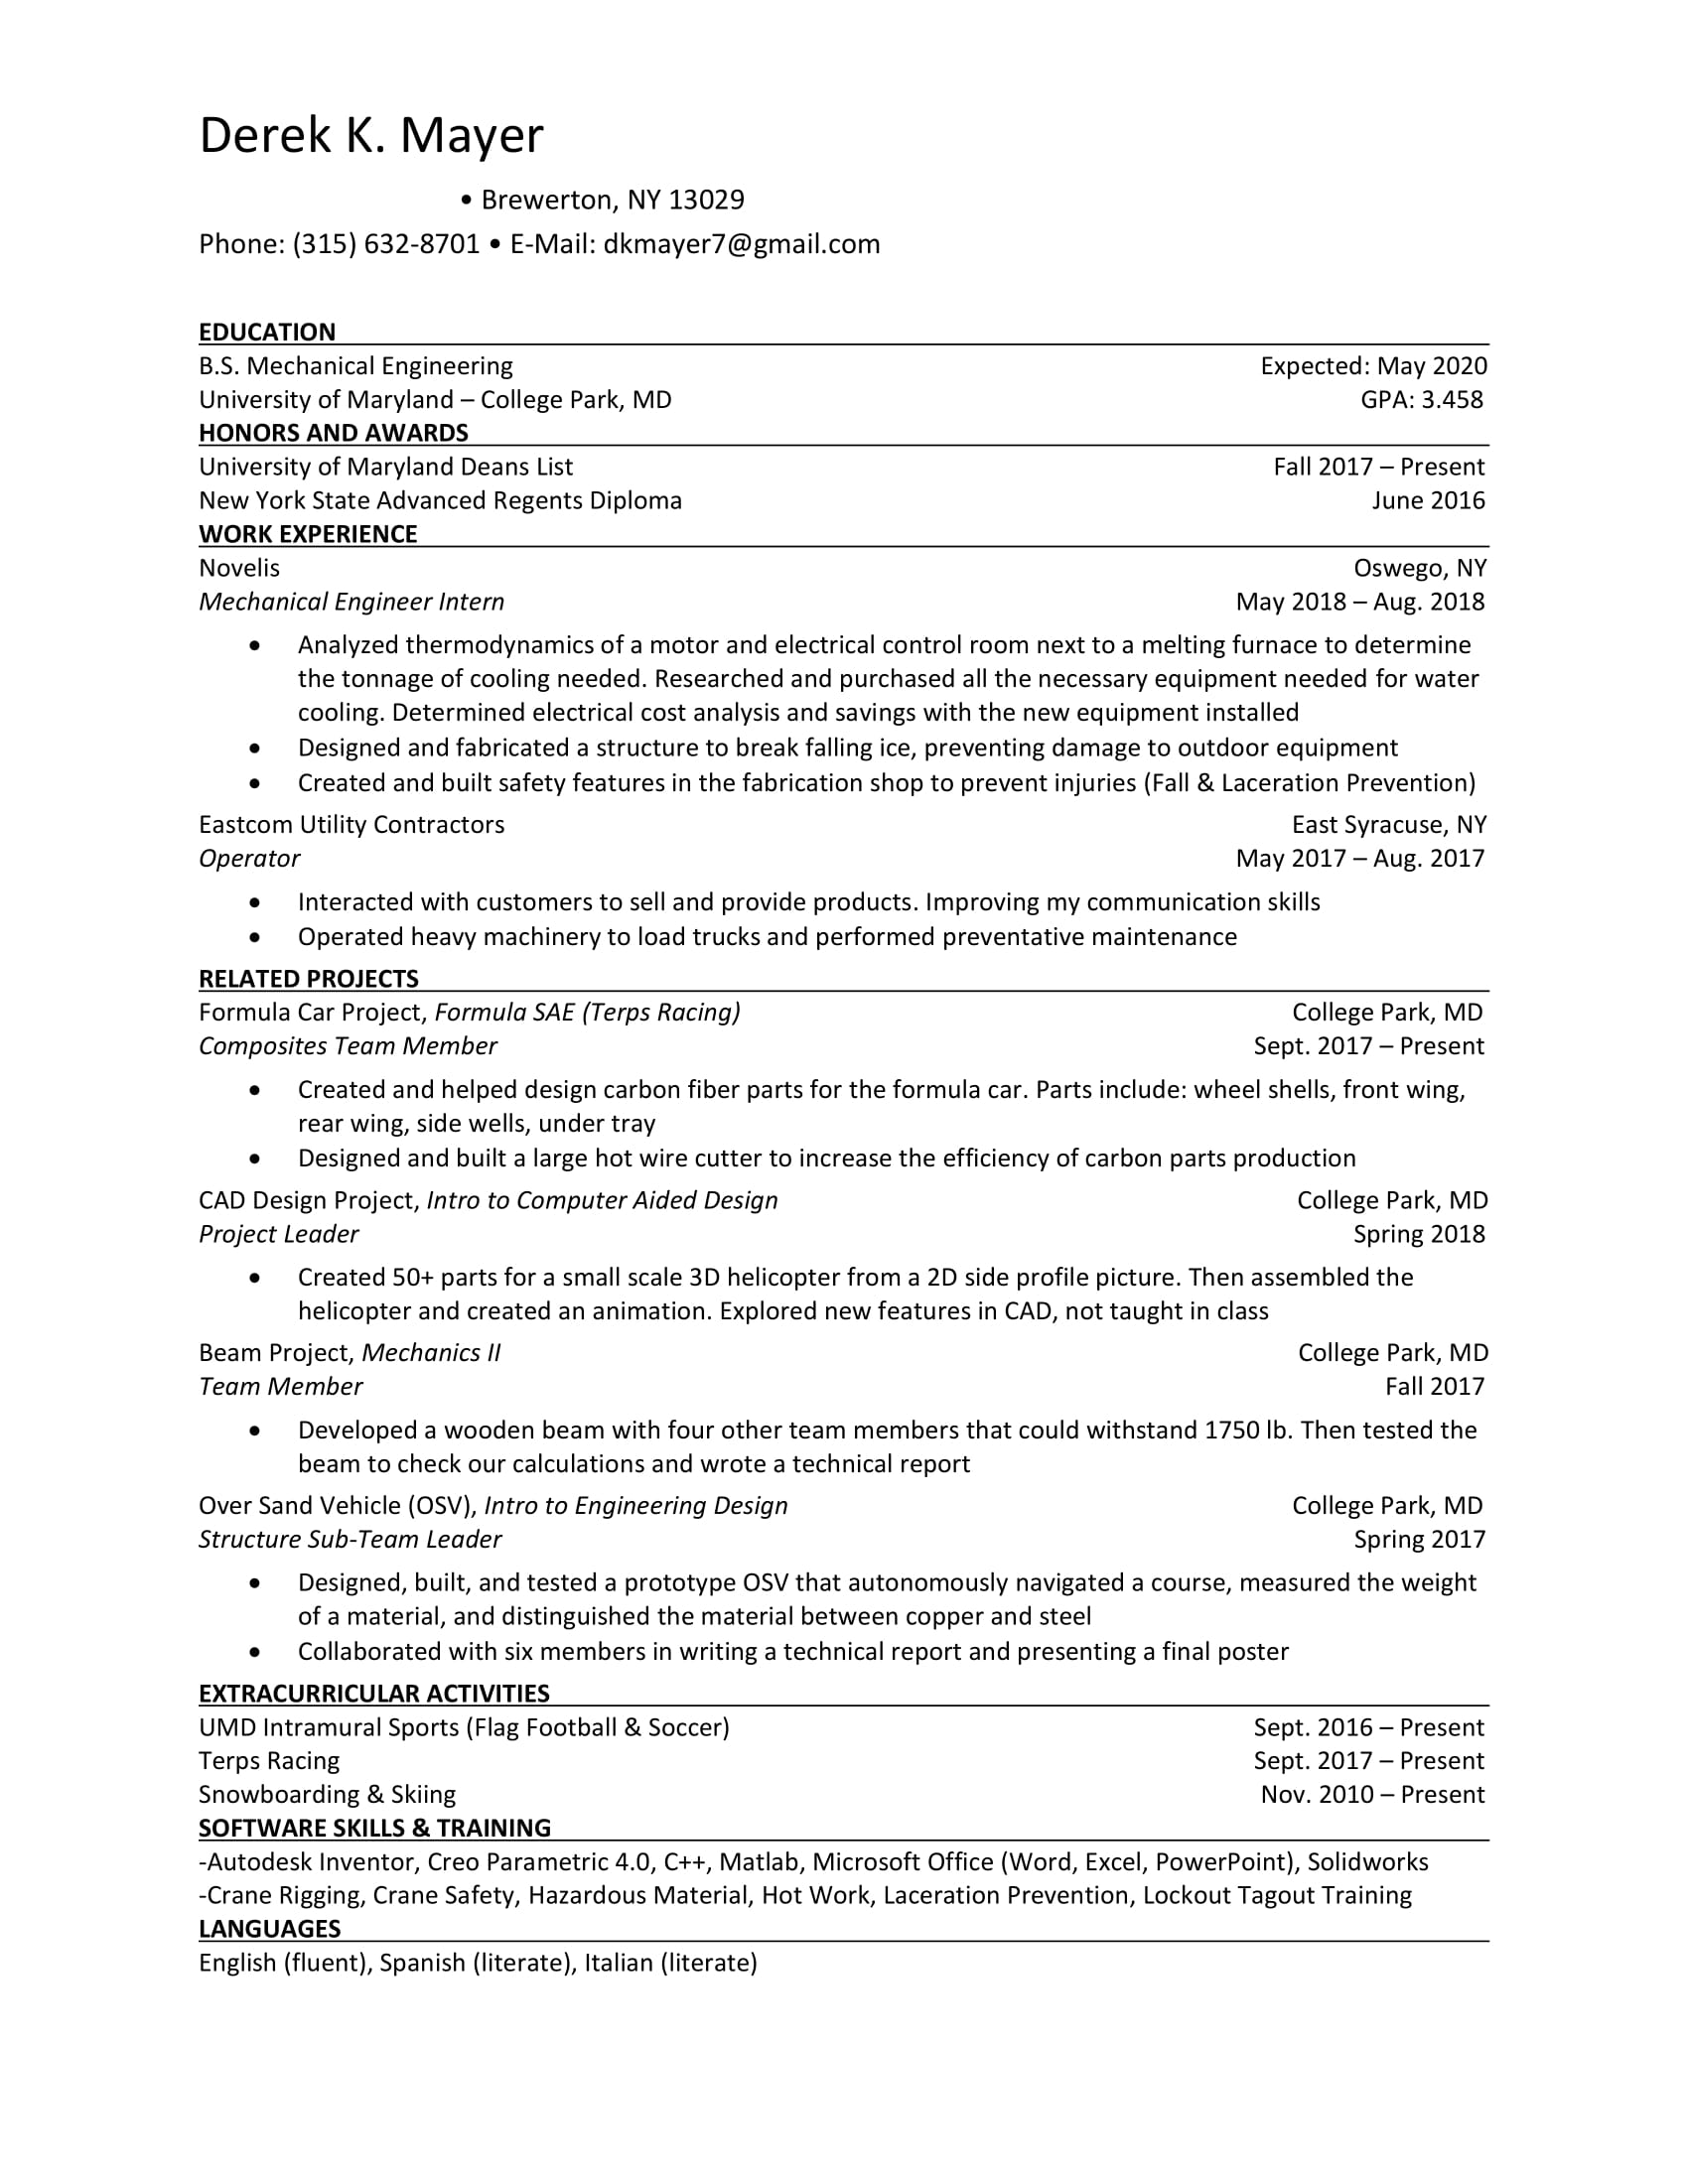 Derek K. Mayer
• Brewerton, NY 13029
Phone: (315) 632-8701 • E-Mail: dkmayer7@gmail.com
EDUCATION
B.S. Mechanical Engineering Expected: May 2020
University of Maryland – College Park, MD GPA: 3.458
HONORS AND AWARDS
University of Maryland Deans List Fall 2017 – Present
New York State Advanced Regents Diploma June 2016
WORK EXPERIENCE
Novelis Oswego, NY
Mechanical Engineer Intern May 2018 – Aug. 2018
• Analyzed thermodynamics of a motor and electrical control room next to a melting furnace to determine
the tonnage of cooling needed. Researched and purchased all the necessary equipment needed for water
cooling. Determined electrical cost analysis and savings with the new equipment installed
• Designed and fabricated a structure to break falling ice, preventing damage to outdoor equipment
• Created and built safety features in the fabrication shop to prevent injuries (Fall & Laceration Prevention)
Eastcom Utility Contractors East Syracuse, NY
Operator May 2017 – Aug. 2017
• Interacted with customers to sell and provide products. Improving my communication skills
• Operated heavy machinery to load trucks and performed preventative maintenance
RELATED PROJECTS
Formula Car Project, Formula SAE (Terps Racing) College Park, MD
Composites Team Member Sept. 2017 – Present
• Created and helped design carbon fiber parts for the formula car. Parts include: wheel shells, front wing,
rear wing, side wells, under tray
• Designed and built a large hot wire cutter to increase the efficiency of carbon parts production
CAD Design Project, Intro to Computer Aided Design College Park, MD
Project Leader Spring 2018
• Created 50+ parts for a small scale 3D helicopter from a 2D side profile picture. Then assembled the
helicopter and created an animation. Explored new features in CAD, not taught in class
Beam Project, Mechanics II College Park, MD
Team Member Fall 2017
• Developed a wooden beam with four other team members that could withstand 1750 lb. Then tested the
beam to check our calculations and wrote a technical report
Over Sand Vehicle (OSV), Intro to Engineering Design College Park, MD
Structure Sub-Team Leader Spring 2017
• Designed, built, and tested a prototype OSV that autonomously navigated a course, measured the weight
of a material, and distinguished the material between copper and steel
• Collaborated with six members in writing a technical report and presenting a final poster
EXTRACURRICULAR ACTIVITIES
UMD Intramural Sports (Flag Football & Soccer) Sept. 2016 – Present
Terps Racing Sept. 2017 – Present
Snowboarding & Skiing Nov. 2010 – Present
SOFTWARE SKILLS & TRAINING
-Autodesk Inventor, Creo Parametric 4.0, C++, Matlab, Microsoft Office (Word, Excel, PowerPoint), Solidworks
-Crane Rigging, Crane Safety, Hazardous Material, Hot Work, Laceration Prevention, Lockout Tagout Training
LANGUAGES
English (fluent), Spanish (literate), Italian (literate)